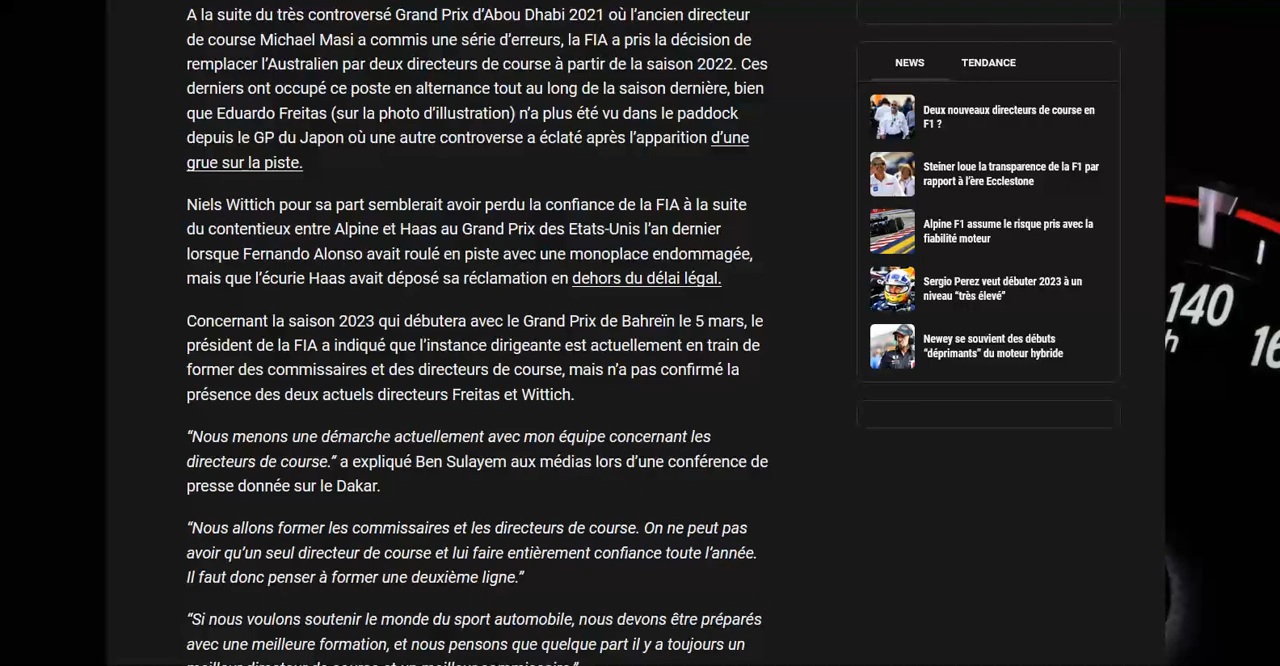 A la suite du très controversé Grand Prix d’Abou Dhabi 2021 où l’ancien directeur
de course Michael Masi a commis une série d’erreurs, la FIA a pris la décision de
remplacer l’Australien par deux directeurs de course à partir de la saison 2022. Ces
derniers ont occupé ce poste en alternance tout au long de la saison dernière, bien
que Eduardo Freitas (sur la photo d’illustration) n’a plus été vu dans le paddock
depuis le GP du Japon où une autre controverse a éclaté après l’apparition d’une
grue sur la piste.
Niels Wittich pour sa part semblerait avoir perdu la confiance de la FIA à la suite
du contentieux entre Alpine et Haas au Grand Prix des Etats-Unis l’an dernier
lorsque Fernando Alonso avait roulé en piste avec une monoplace endommagée,
mais que l’écurie Haas avait déposé sa réclamation en dehors du délai légal.
Concernant la saison 2023 qui débutera avec le Grand Prix de Bahreïn le 5 mars, le
président de la FIA a indiqué que l’instance dirigeante est actuellement en train de
former des commissaires et des directeurs de course, mais n’a pas confirmé la
présence des deux actuels directeurs Freitas et Wittich.
“Nous menons une démarche actuellement avec mon équipe concernant les
directeurs de course.” a expliqué Ben Sulayem aux médias lors d’une conférence de
presse donnée sur le Dakar.
“Nous allons former les commissaires et les directeurs de course. On ne peut pas
avoir qu’un seul directeur de course et lui faire entièrement confiance toute l’année.
Il faut donc penser à former une deuxième ligne.”
“Si nous voulons soutenir le monde du sport automobile, nous devons être préparés
avec une meilleure formation, et nous pensons que quelque part il y a toujours un
meilleur directeur de course et un meilleur commissaire.”
NEWS
TENDANCE
Deux nouveaux directeurs de course en
F1 ?
Steiner loue la transparence de la F1 par
rapport à l’ère Ecclestone
Alpine F1 assume le risque pris avec la
fiabilité moteur
Sergio Perez veut débuter 2023 à un
niveau “très élevé”
Newey se souvient des débuts
“déprimants” du moteur hybride
140